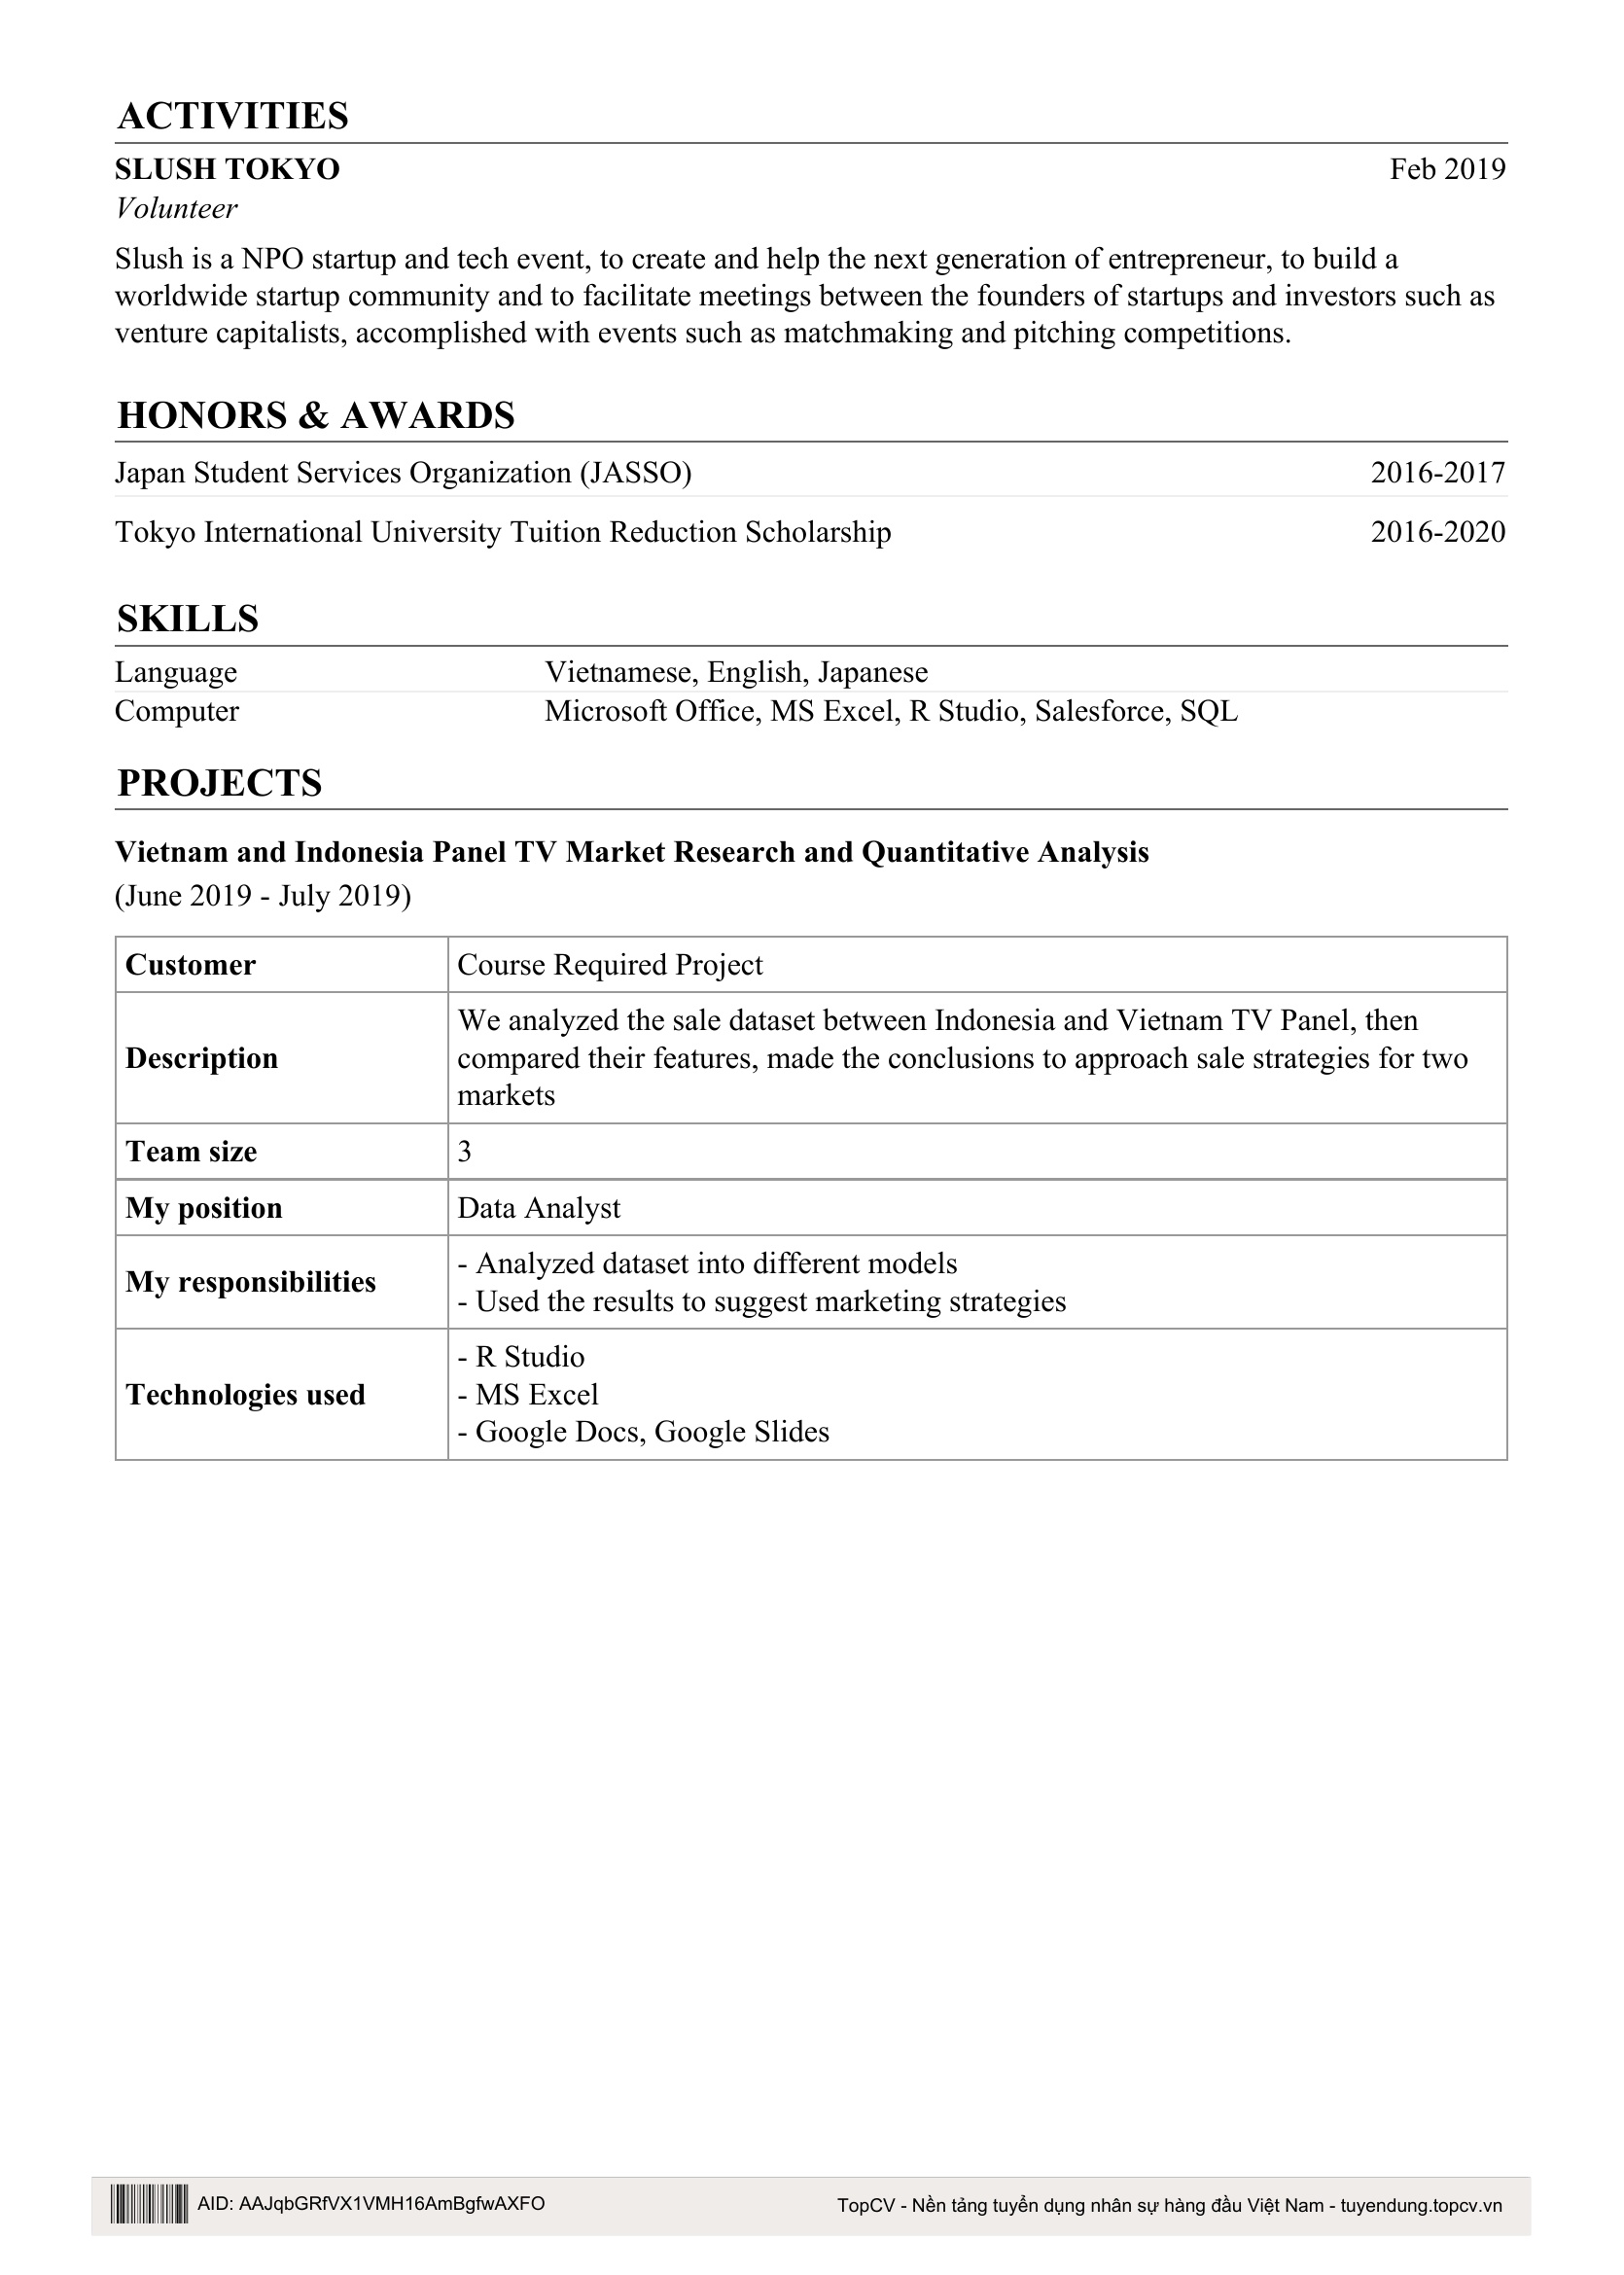 ACTIVITIES
SLUSH TOKYO Feb 2019
Volunteer
Slush is a NPO startup and tech event, to create and help the next generation of entrepreneur, to build a
worldwide startup community and to facilitate meetings between the founders of startups and investors such as
venture capitalists, accomplished with events such as matchmaking and pitching competitions.
HONORS & AWARDS
Japan Student Services Organization (JASSO) 2016-2017
Tokyo International University Tuition Reduction Scholarship 2016-2020
SKILLS
Language Vietnamese, English, Japanese
Computer Microsoft Office, MS Excel, R Studio, Salesforce, SQL
PROJECTS
Vietnam and Indonesia Panel TV Market Research and Quantitative Analysis
(June 2019 - July 2019)
Customer Course Required Project
Description We analyzed the sale dataset between Indonesia and Vietnam TV Panel, then
compared their features, made the conclusions to approach sale strategies for two
markets
Team size 3
My position Data Analyst
My responsibilities - Analyzed dataset into different models
- Used the results to suggest marketing strategies
Technologies used - R Studio
- MS Excel
- Google Docs, Google Slides
AID: AAJqbGRfVX1VMH16AmBgfwAXFO TopCV - Nền tảng tuyển dụng nhân sự hàng đầu Việt Nam - tuyendung.topcv.vn